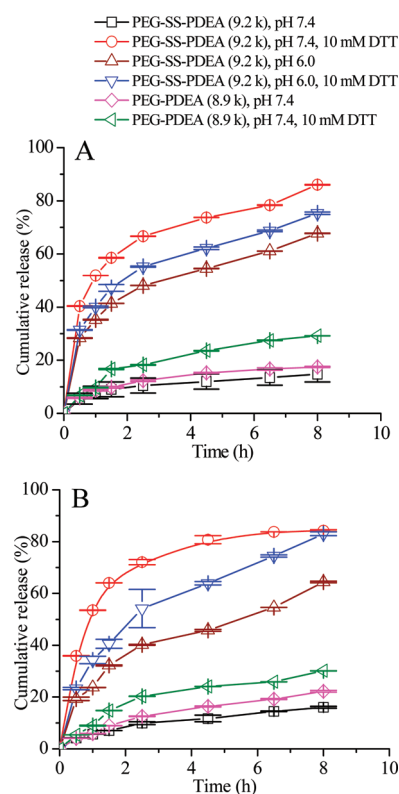 PEG-SS-PDEA (9.2 k), pH 7.4
PEG-SS-PDEA (9.2 k), pH 7.4, 10 mM DTT
PEG-SS-PDEA (9.2 k), pH 6.0
PEG-SS-PDEA (9.2 k), pH 6.0, 10 mM DTT
PEG-PDEA (8.9 k), pH 7.4
PEG-PDEA (8.9 k), pH 7.4, 10 mM DTT
A
Cumulative release (%)
100
80
60
40
20
0
0 2 4 6 8 10
Time (h)
B
Cumulative release (%)
100
80
60
40
20
0
0 2 4 6 8 10
Time (h)